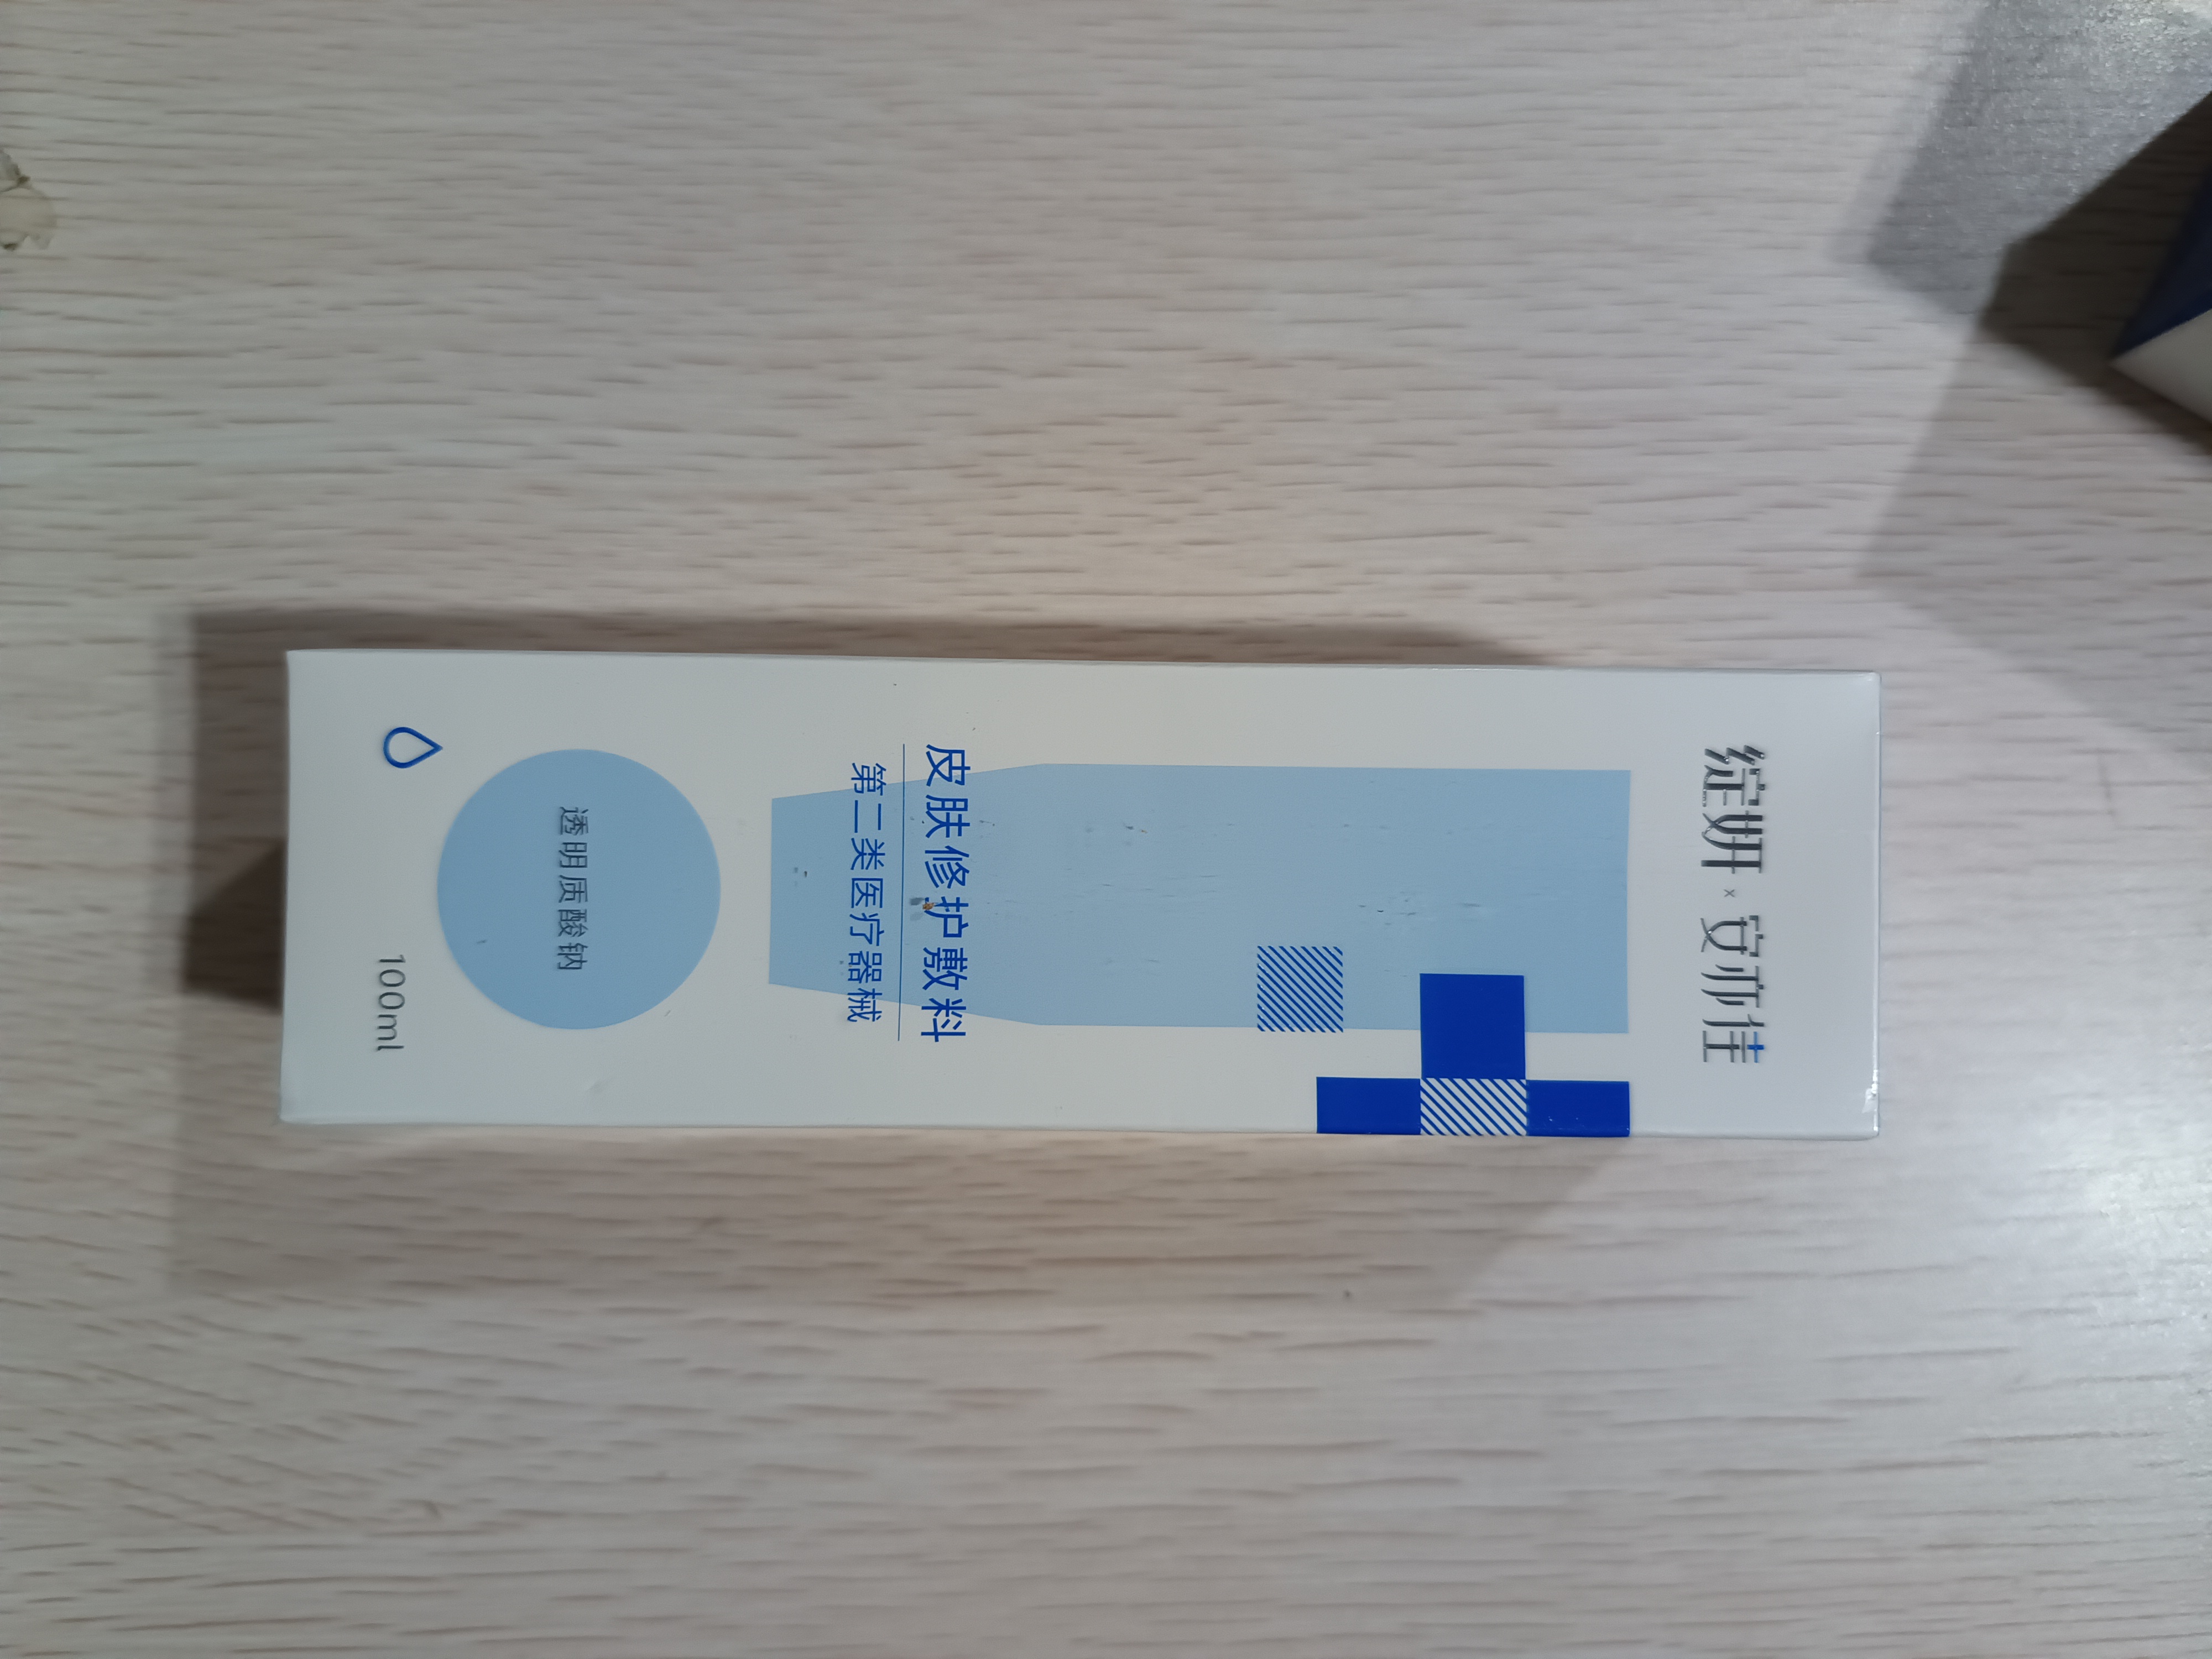 绽妍×安亦佳
皮肤修护敷料
第二类医疗器械
透明质酸钠
100ml